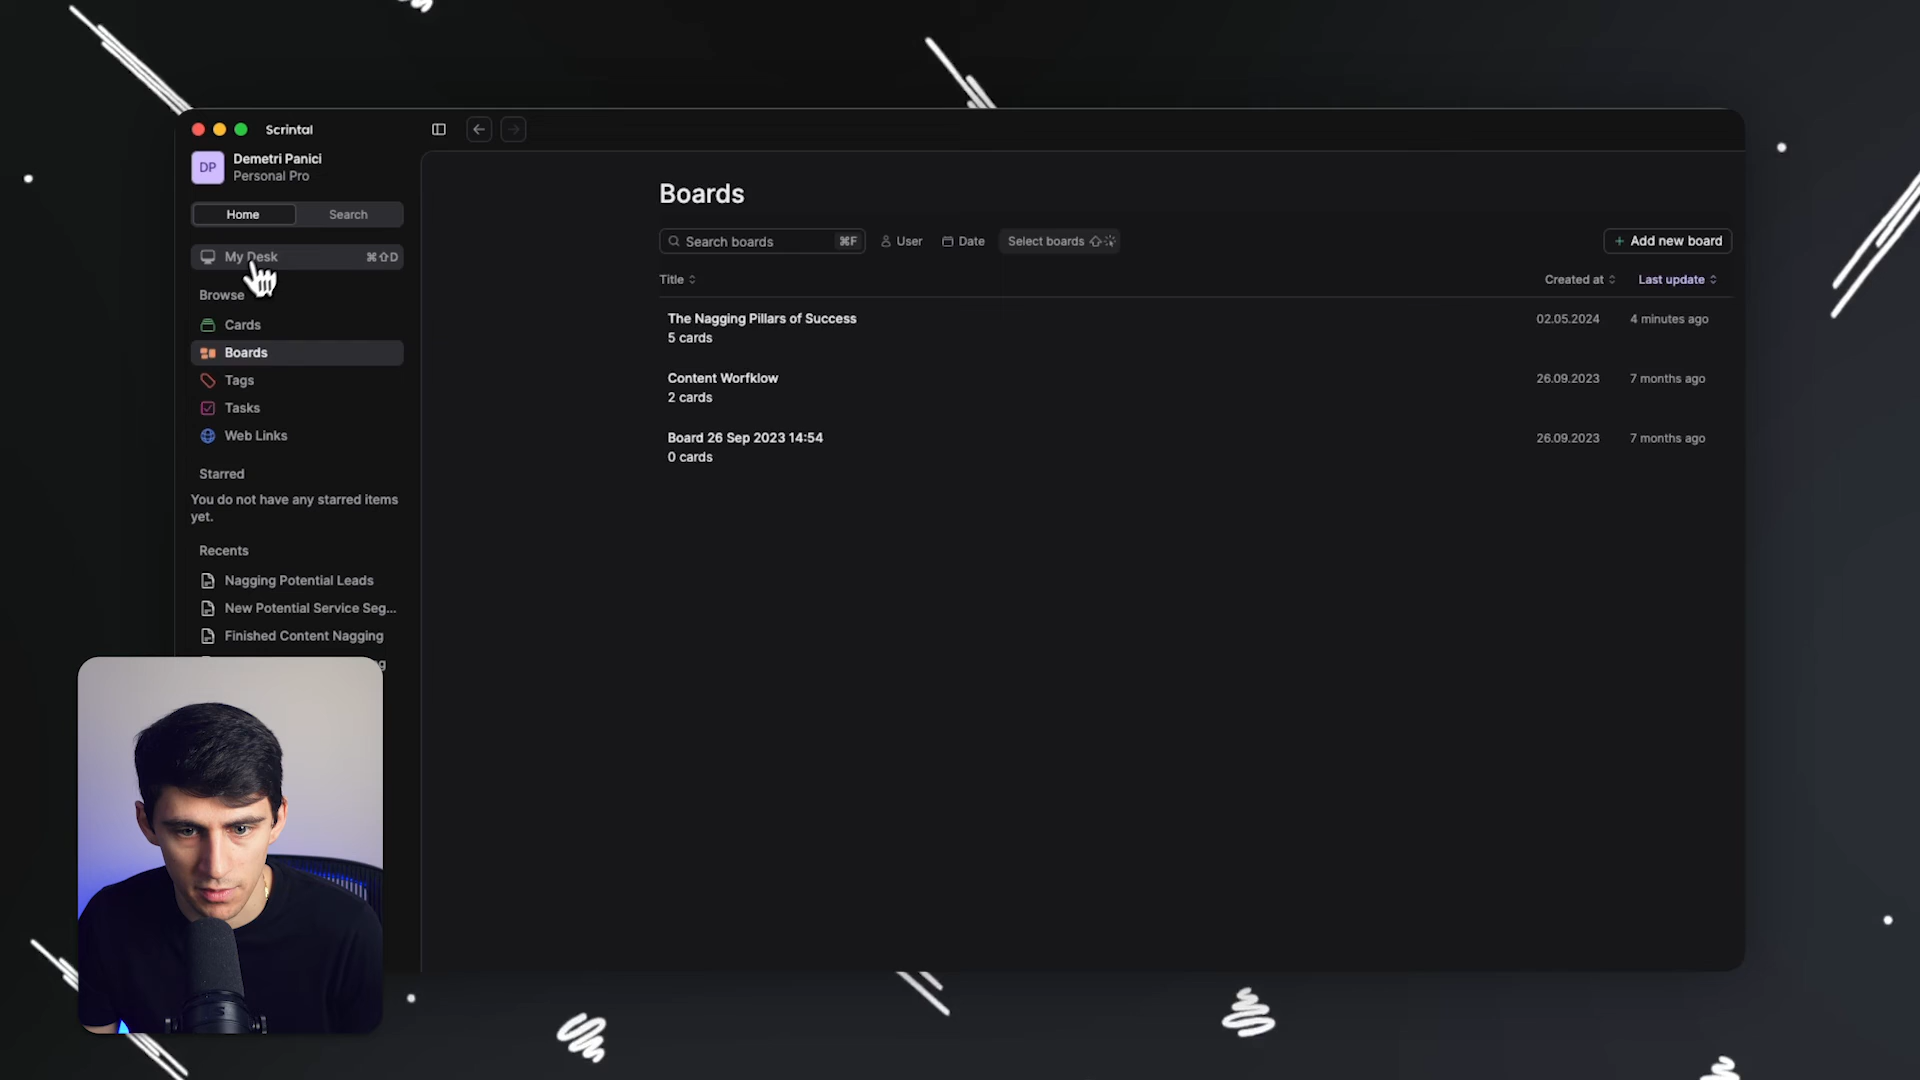 Scrintal
DP
Demetri Panici
Personal Pro
Home
Search
My Desk
⌘⇧D
Browse
Cards
Boards
Tags
Tasks
Web Links
Starred
You do not have any starred items
yet.
Recents
Nagging Potential Leads
New Potential Service Seg...
Finished Content Nagging
Boards
Search boards
⌘F
User
Date
Select boards
+ Add new board
Title
Created at
Last update
The Nagging Pillars of Success
5 cards
02.05.2024
4 minutes ago
Content Worfklow
2 cards
26.09.2023
7 months ago
Board 26 Sep 2023 14:54
0 cards
26.09.2023
7 months ago